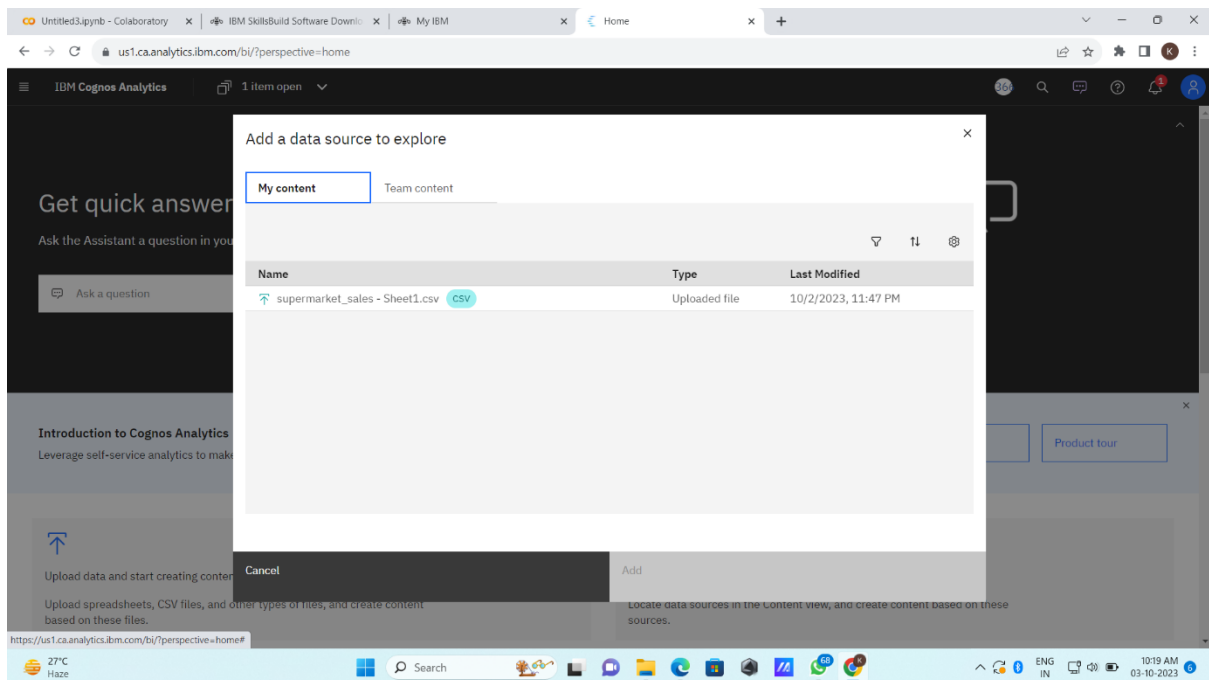 Untitled3.ipynb - Colaboratory
IBM SkillsBuild Software Downlo
My IBM
Home
us1.ca.analytics.ibm.com/bi/?perspective=home
K
IBM Cognos Analytics
1 item open
1
Get quick answer
Ask the Assistant a question in you
Ask a question
Add a data source to explore
My content
Team content
Name Type Last Modified
supermarket_sales - Sheet1.csv CSV Uploaded file 10/2/2023, 11:47 PM
Cancel
Add
Introduction to Cognos Analytics
Leverage self-service analytics to make
Product tour
Upload data and start creating conten
Upload spreadsheets, CSV files, and other types of files, and create content
based on these files.
Locate data sources in the Content view, and create content based on these
sources.
https://us1.ca.analytics.ibm.com/bi/?perspective=home#
27°C
Haze
Search
68
K
ENG
IN
10:19 AM
03-10-2023
6